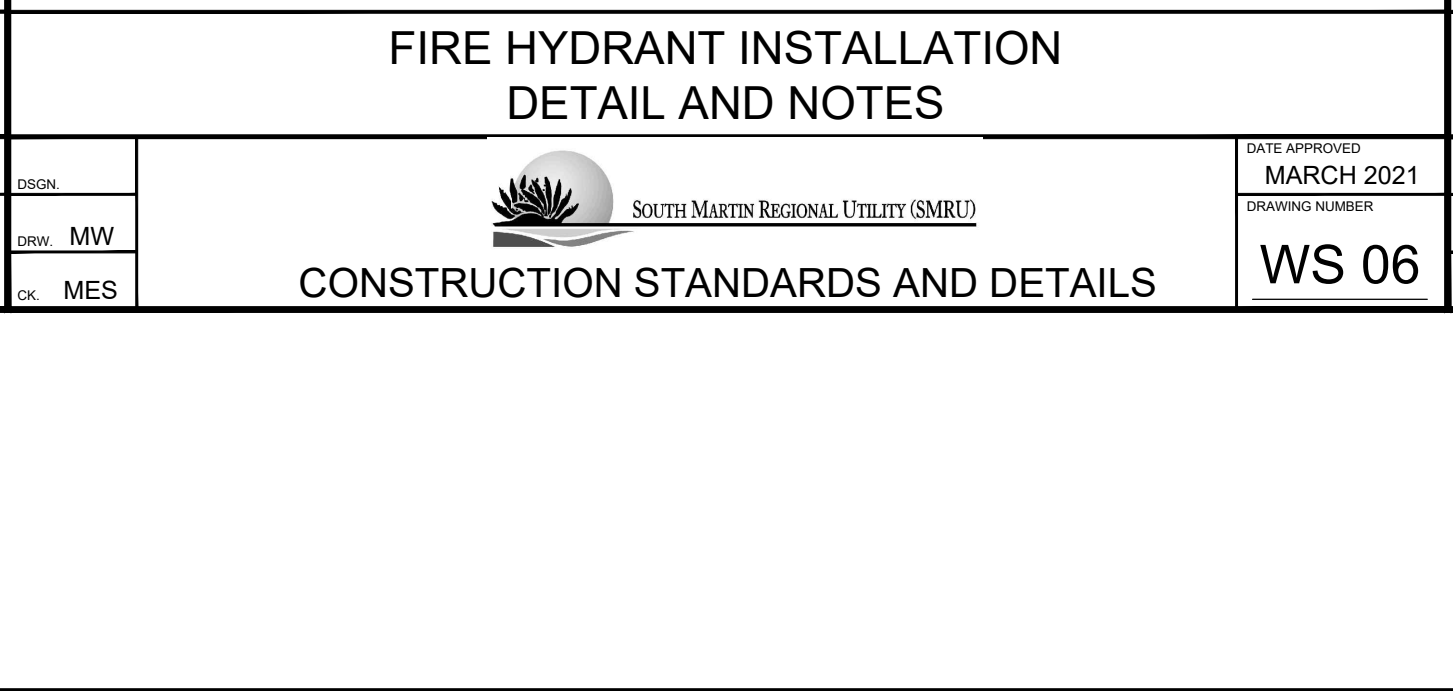 FIRE HYDRANT INSTALLATION
DETAIL AND NOTES
DSGN.
DRW. MW
CK. MES
SOUTH MARTIN REGIONAL UTILITY (SMRU)
CONSTRUCTION STANDARDS AND DETAILS
DATE APPROVED
MARCH 2021
DRAWING NUMBER
WS 06